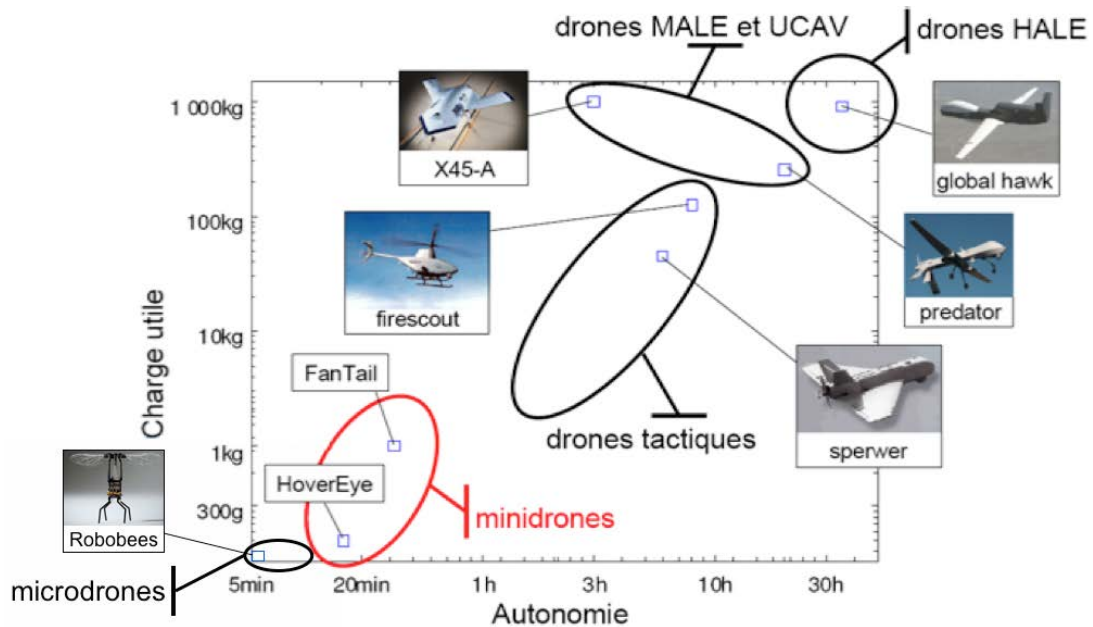 drones MALE et UCAV
drones HALE
1 000kg
X45-A
global hawk
100kg
firescout
predator
Charge utile
10kg
FanTail
drones tactiques
sperwer
1kg
HoverEye
300g
minidrones
Robobees
microdrones
5min
20min
1h
3h
10h
30h
Autonomie